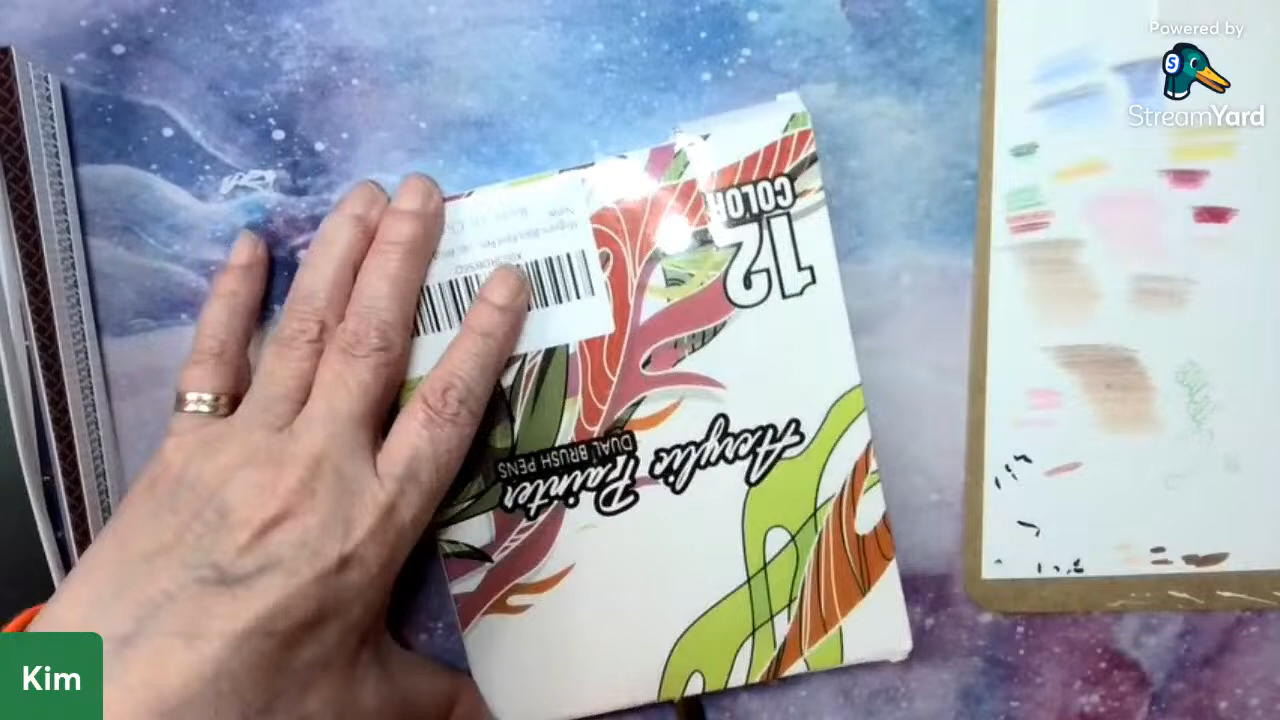 Powered by
StreamYard
12
COLOR
Acrylic Painter
DUAL BRUSH PENS
Kim